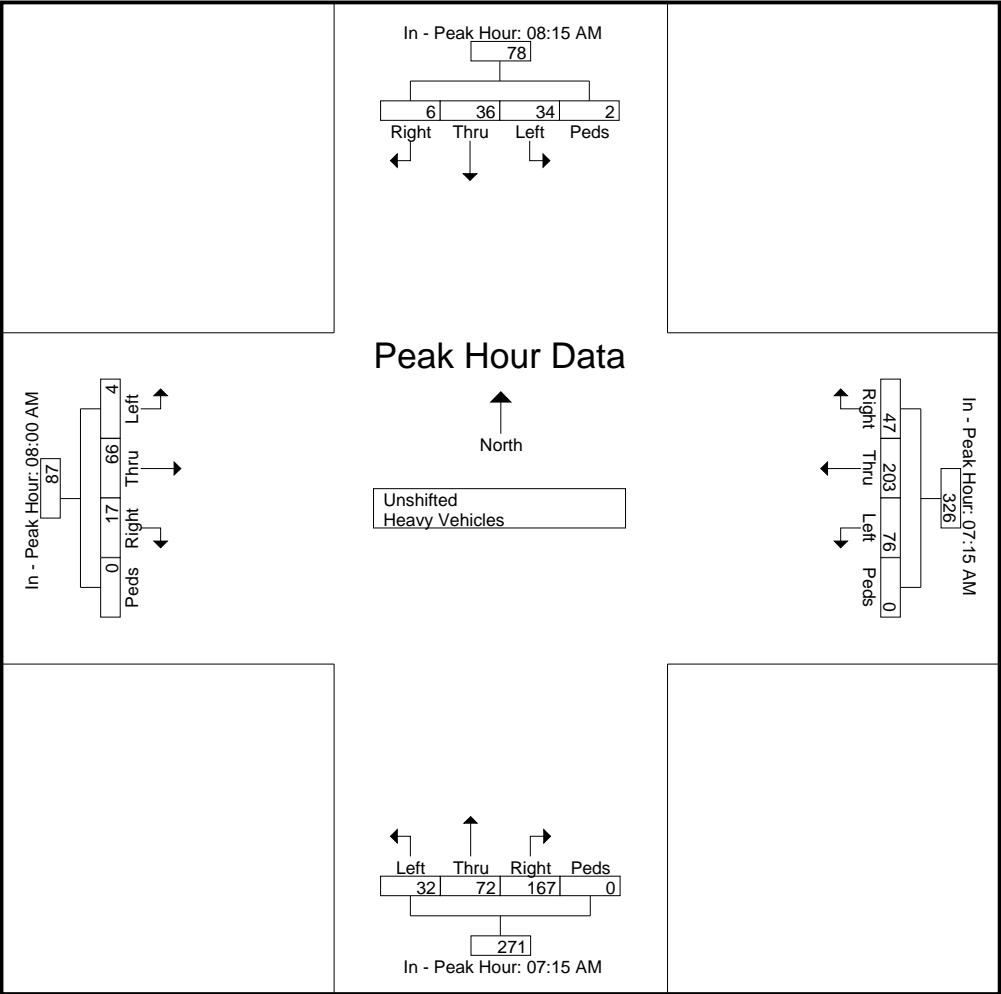 In - Peak Hour: 08:15 AM
78
6 36 34 2
Right Thru Left Peds
Peak Hour Data
North
Unshifted
Heavy Vehicles
In - Peak Hour: 08:00 AM
87
4 66 17 0
Left Thru Right Peds
In - Peak Hour: 07:15 AM
326
47 203 76 0
Right Thru Left Peds
Left Thru Right Peds
32 72 167 0
271
In - Peak Hour: 07:15 AM